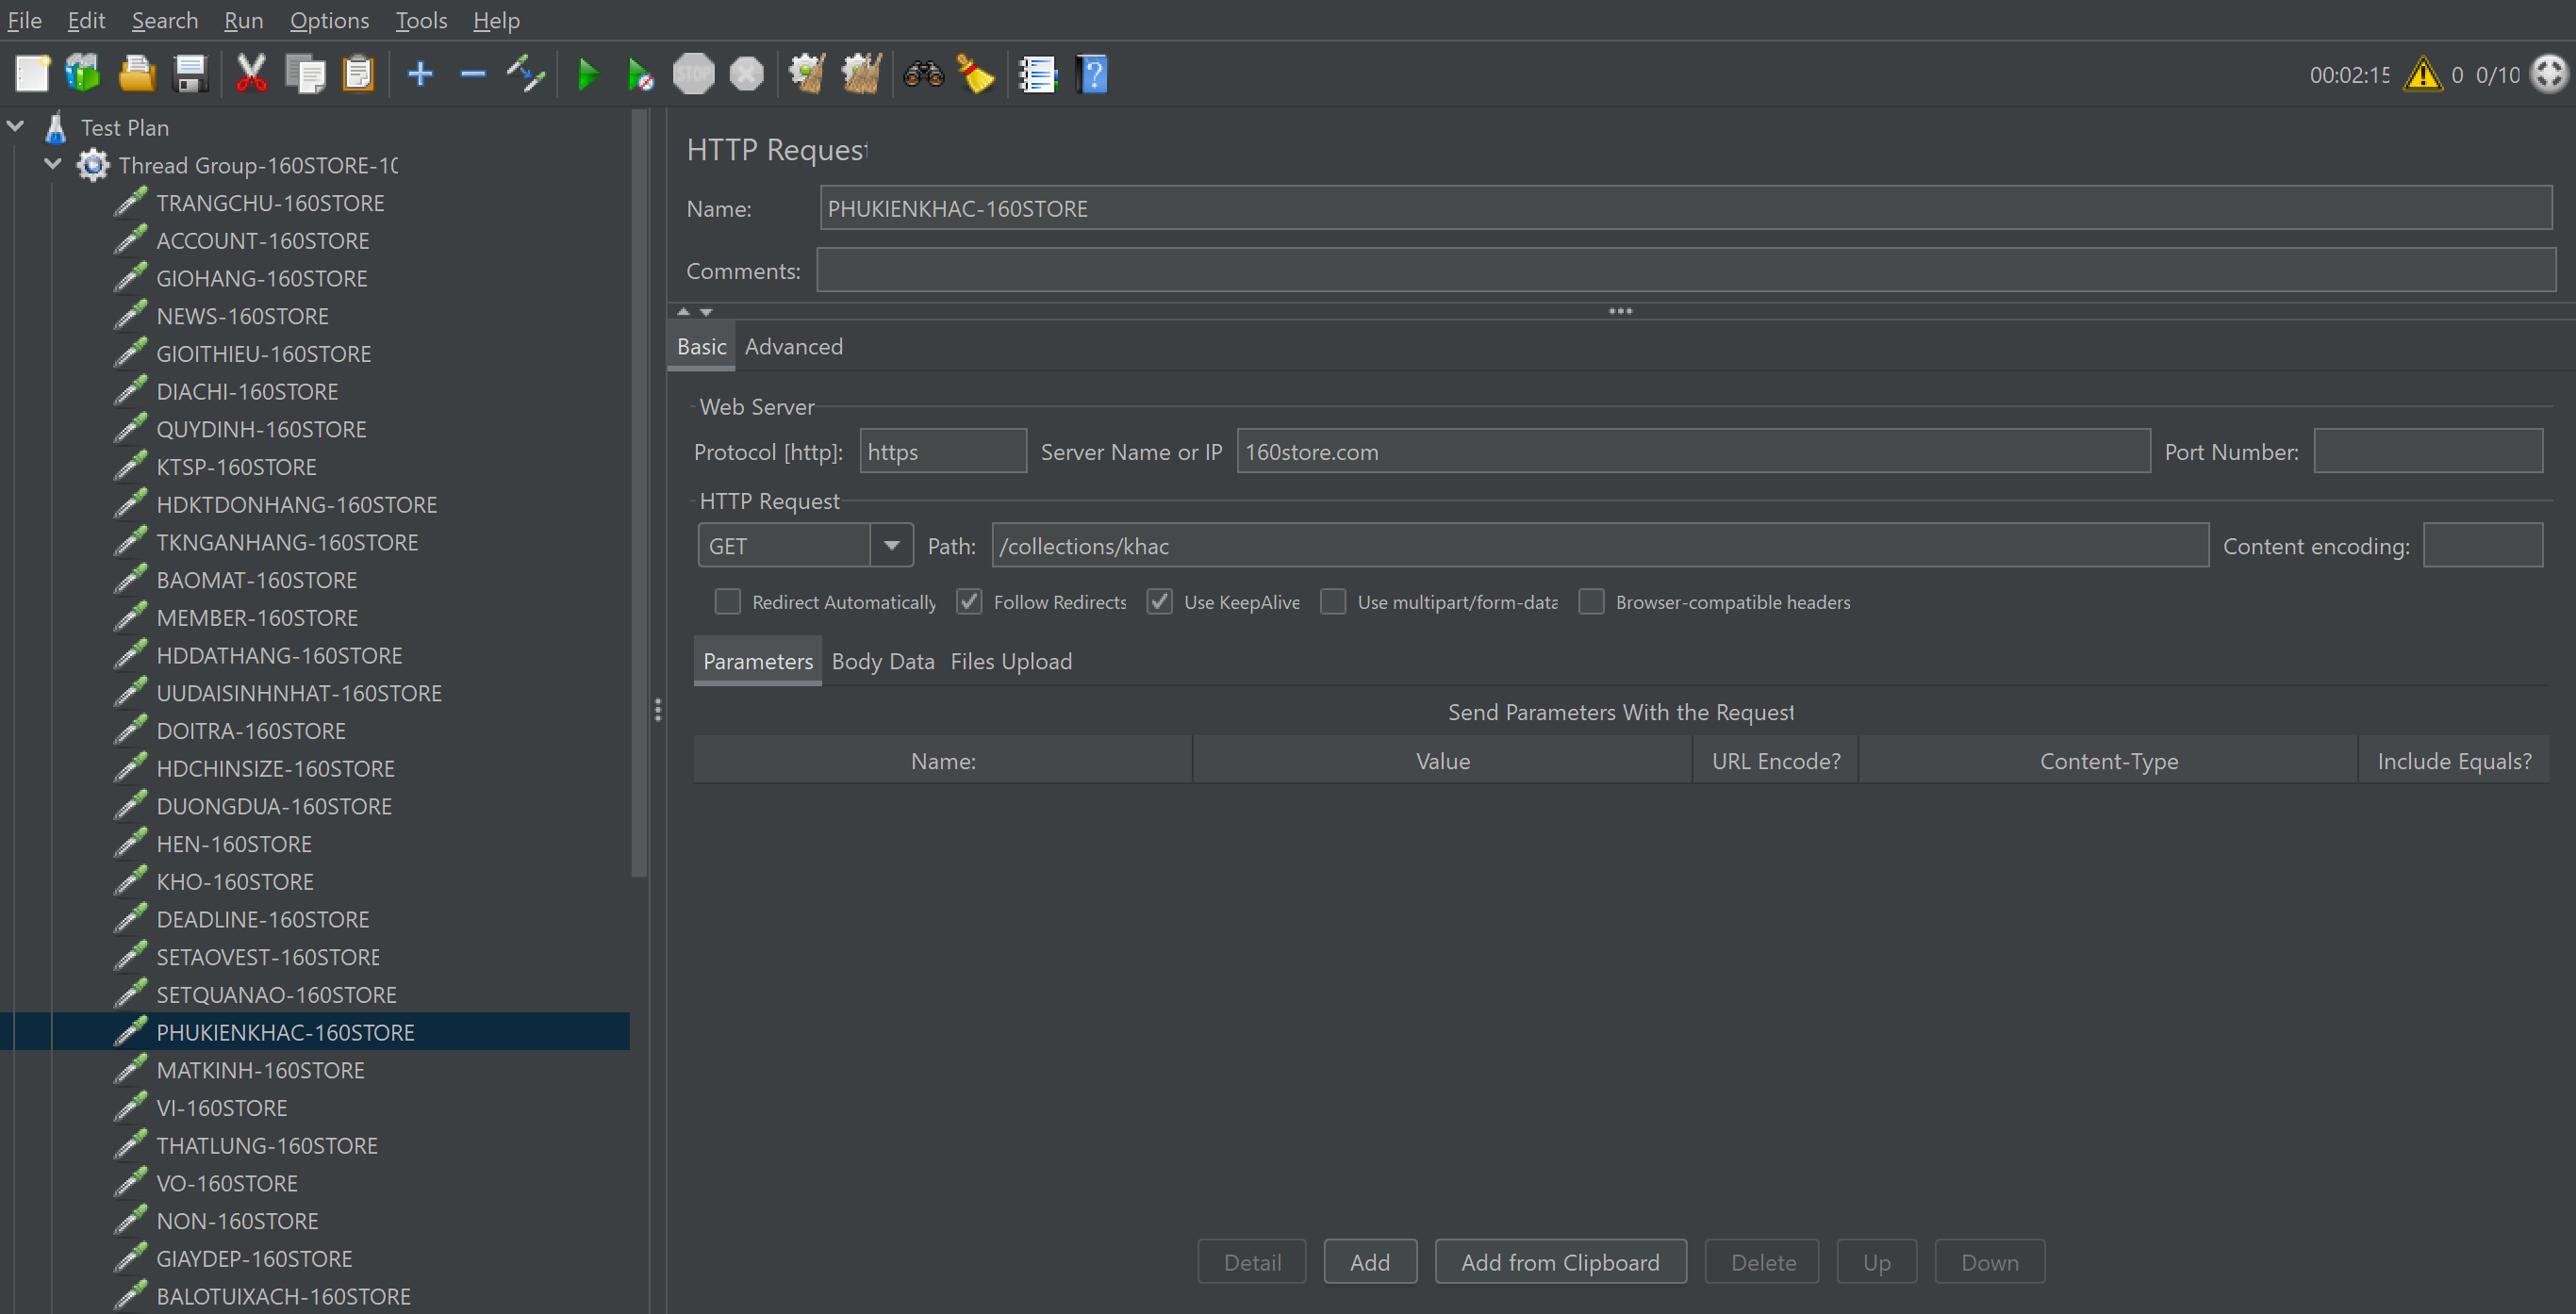 File Edit Search Run Options Tools Help
STOP
00:02:15 0 0/10
Test Plan
Thread Group-160STORE-10
TRANGCHU-160STORE
ACCOUNT-160STORE
GIOHANG-160STORE
NEWS-160STORE
GIOITHIEU-160STORE
DIACHI-160STORE
QUYDINH-160STORE
KTSP-160STORE
HDKTDONHANG-160STORE
TKNGANHANG-160STORE
BAOMAT-160STORE
MEMBER-160STORE
HDDATHANG-160STORE
UUDAISINHNHAT-160STORE
DOITRA-160STORE
HDCHINSIZE-160STORE
DUONGDUA-160STORE
HEN-160STORE
KHO-160STORE
DEADLINE-160STORE
SETAOVEST-160STORE
SETQUANAO-160STORE
PHUKIENKHAC-160STORE
MATKINH-160STORE
VI-160STORE
THATLUNG-160STORE
VO-160STORE
NON-160STORE
GIAYDEP-160STORE
BALOTUIXACH-160STORE
HTTP Request
Name: PHUKIENKHAC-160STORE
Comments:
Basic Advanced
Web Server
Protocol [http]: https Server Name or IP 160store.com Port Number:
HTTP Request
GET Path: /collections/khac Content encoding:
Redirect Automatically Follow Redirects Use KeepAlive Use multipart/form-data Browser-compatible headers
Parameters Body Data Files Upload
Send Parameters With the Request
Name: Value URL Encode? Content-Type Include Equals?
Detail Add Add from Clipboard Delete Up Down